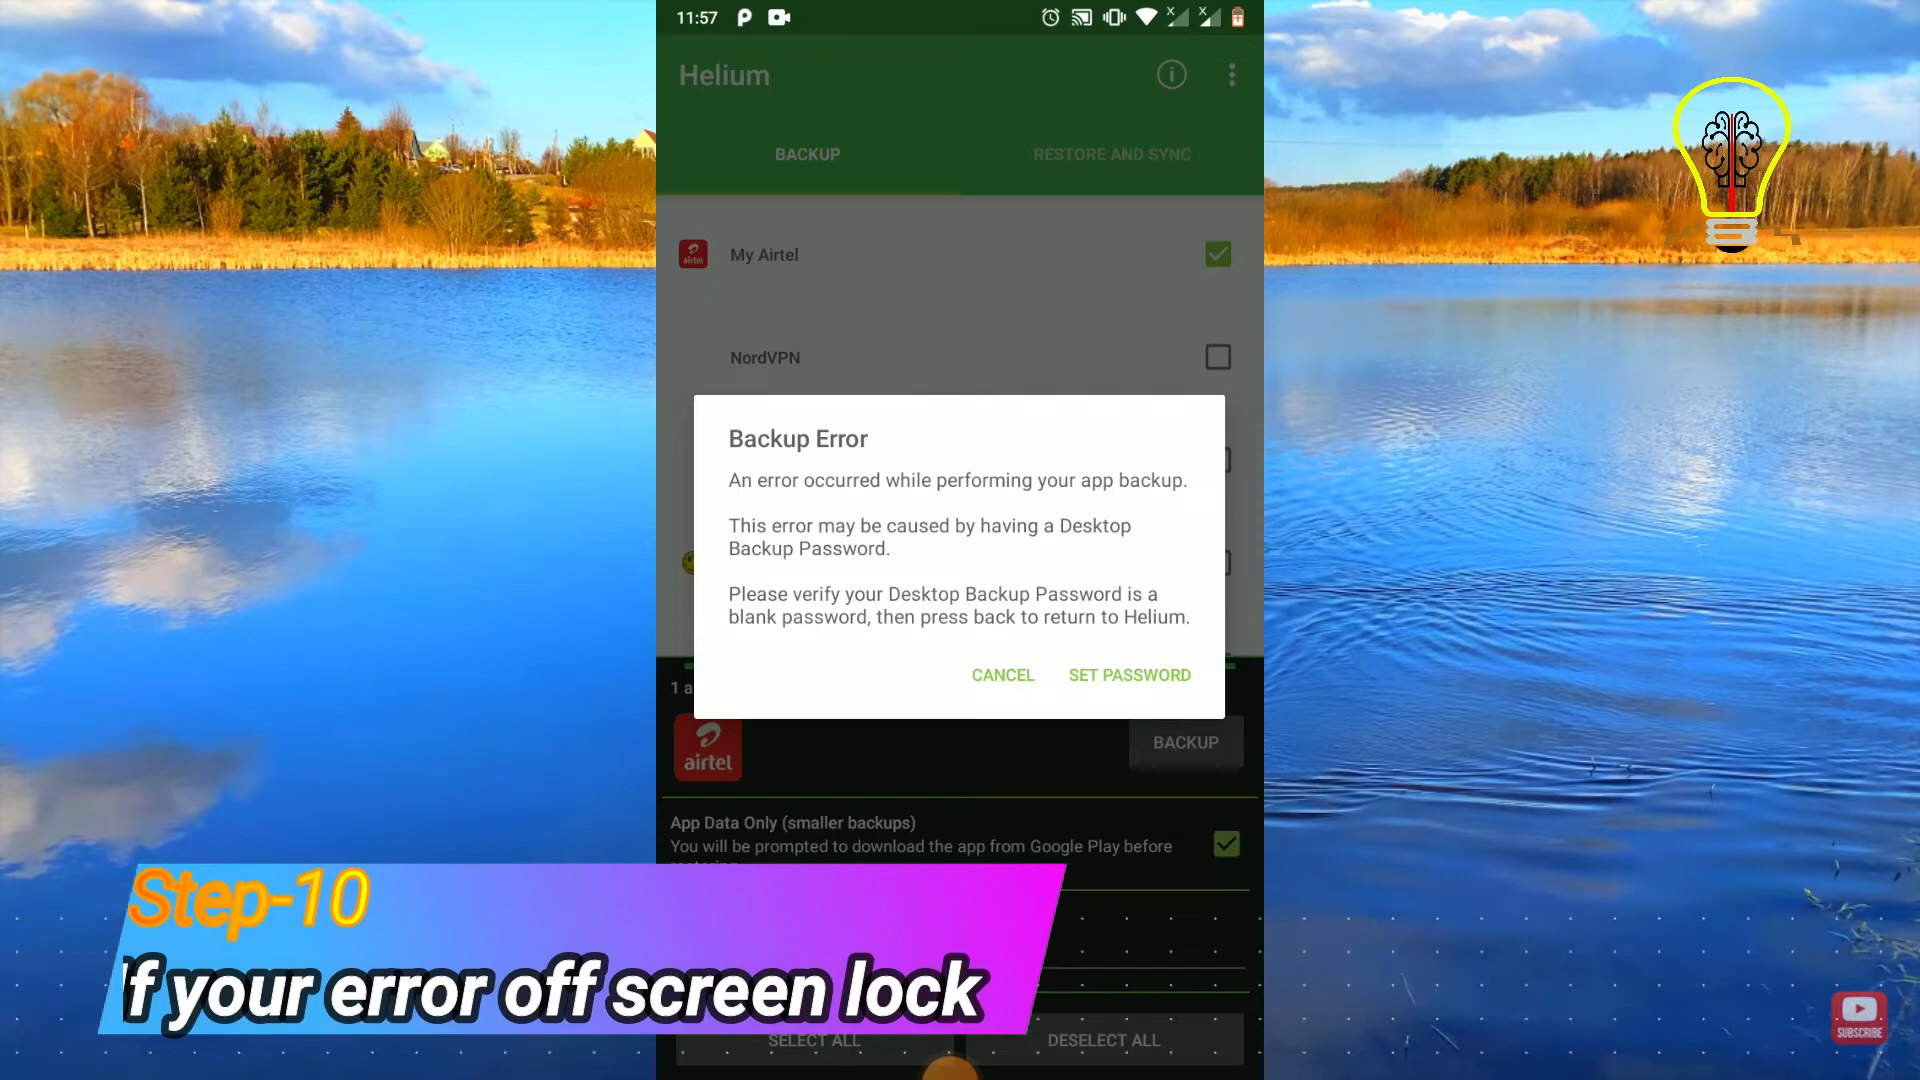 11:57
Helium
BACKUP
RESTORE AND SYNC
airtel
My Airtel
NordVPN
Backup Error
An error occurred while performing your app backup.
This error may be caused by having a Desktop
Backup Password.
Please verify your Desktop Backup Password is a
blank password, then press back to return to Helium.
CANCEL
SET PASSWORD
1 a
airtel
BACKUP
App Data Only (smaller backups)
You will be prompted to download the app from Google Play before
Step-10
If your error off screen lock
SELECT ALL
DESELECT ALL
SUBSCRIBE